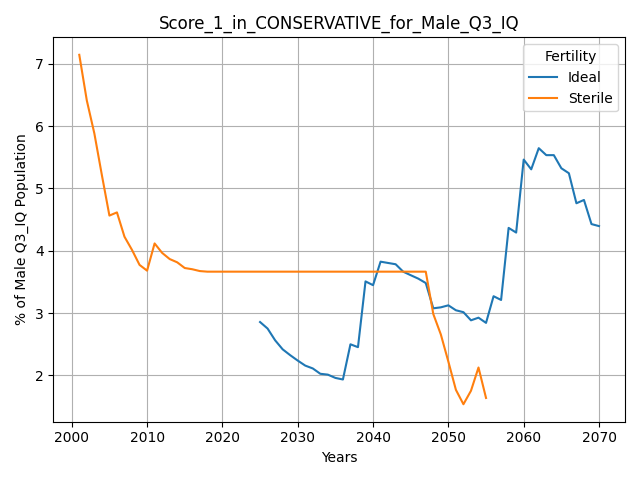 Score_1_in_CONSERVATIVE_for_Male_Q3_IQ
% of Male Q3_IQ Population
7
6
5
4
3
2
Fertility
Ideal
Sterile
2000 2010 2020 2030 2040 2050 2060 2070
Years